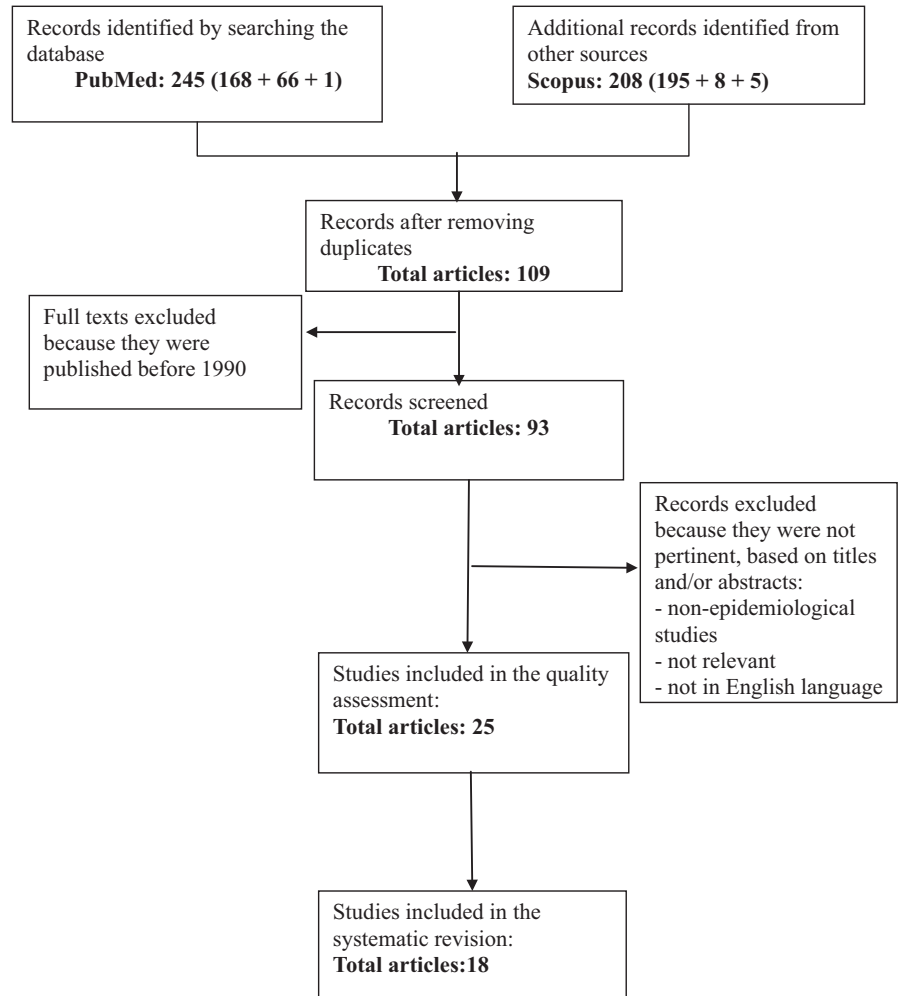 Records identified by searching the
database
PubMed: 245 (168 + 66 + 1)
Additional records identified from
other sources
Scopus: 208 (195 + 8 + 5)
Records after removing
duplicates
Total articles: 109
Full texts excluded
because they were
published before 1990
Records screened
Total articles: 93
Records excluded
because they were not
pertinent, based on titles
and/or abstracts:
- non-epidemiological
studies
- not relevant
- not in English language
Studies included in the quality
assessment:
Total articles: 25
Studies included in the
systematic revision:
Total articles:18